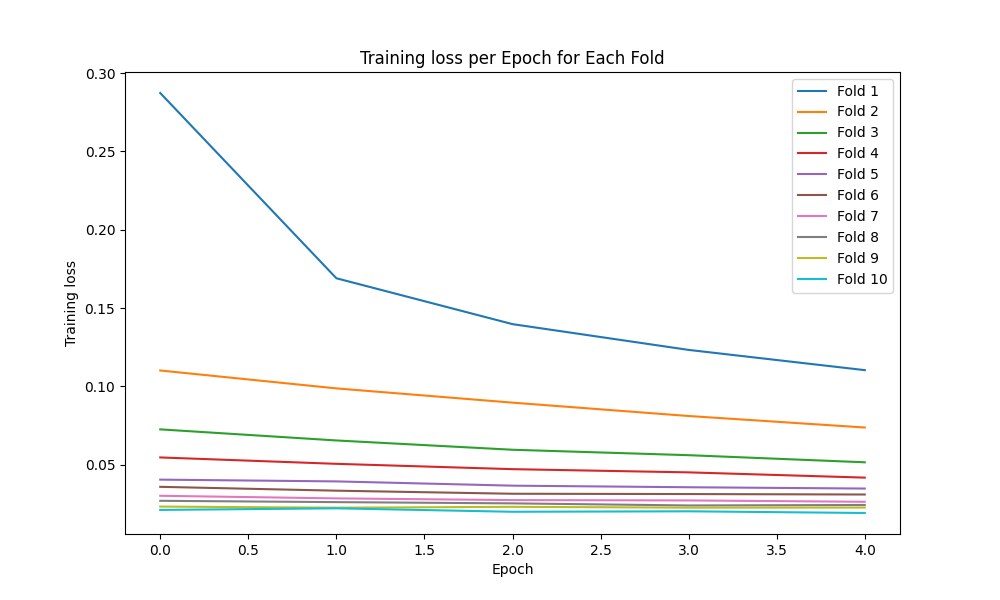 Training loss per Epoch for Each Fold
0.30
0.25
0.20
0.15
0.10
0.05
Training loss
0.0 0.5 1.0 1.5 2.0 2.5 3.0 3.5 4.0
Epoch
Fold 1
Fold 2
Fold 3
Fold 4
Fold 5
Fold 6
Fold 7
Fold 8
Fold 9
Fold 10